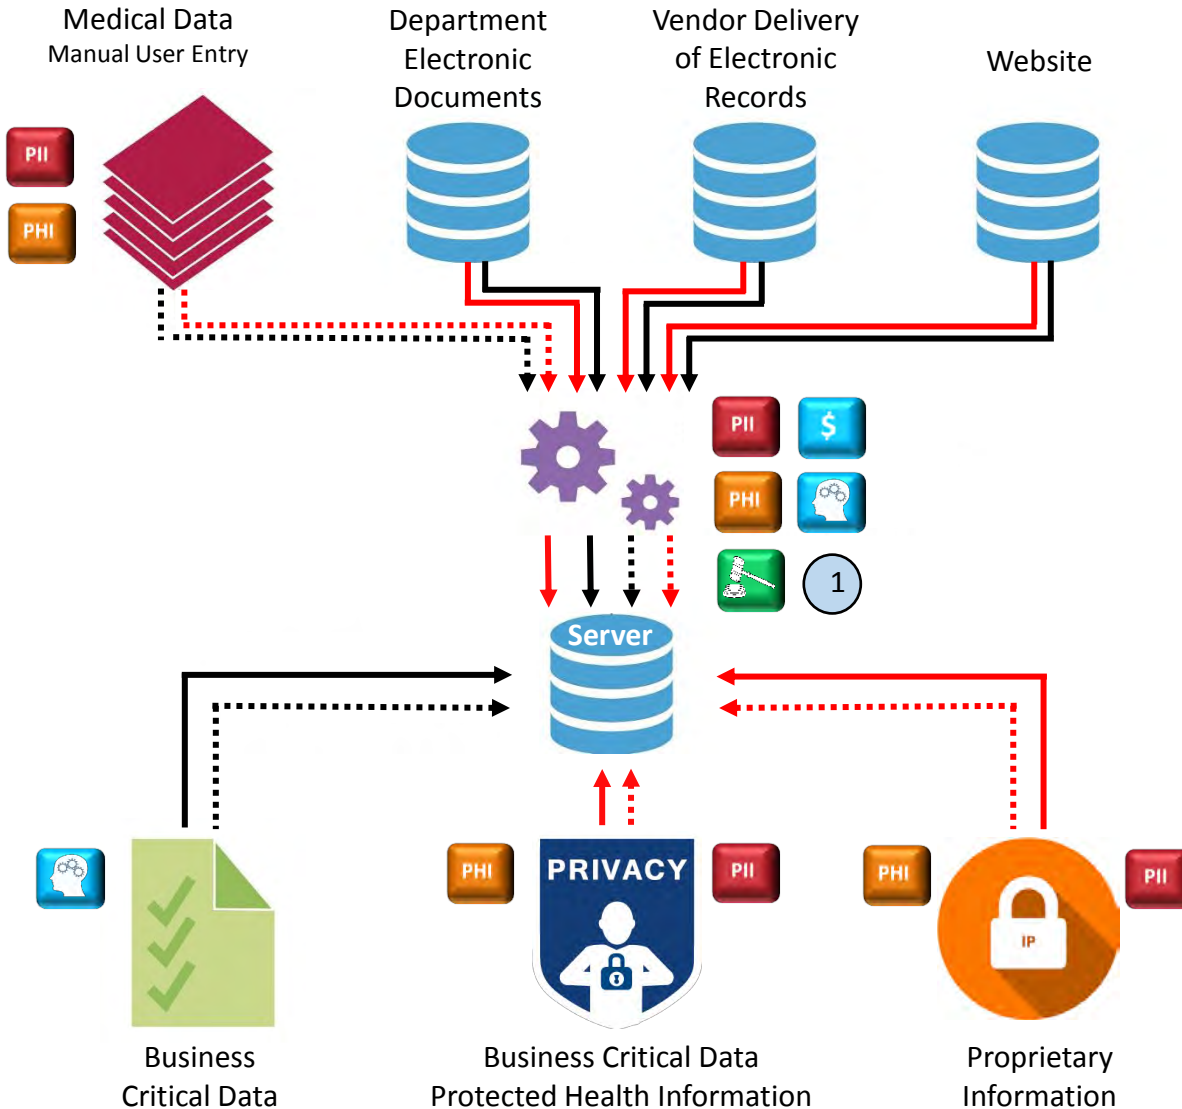 Medical Data
Manual User Entry
Department
Electronic
Documents
Vendor Delivery
of Electronic
Records
Website
PII
PHI
PII
$
PHI
1
Server
PHI
PRIVACY
PII
PHI
IP
PII
Business
Critical Data
Business Critical Data
Protected Health Information
Proprietary
Information